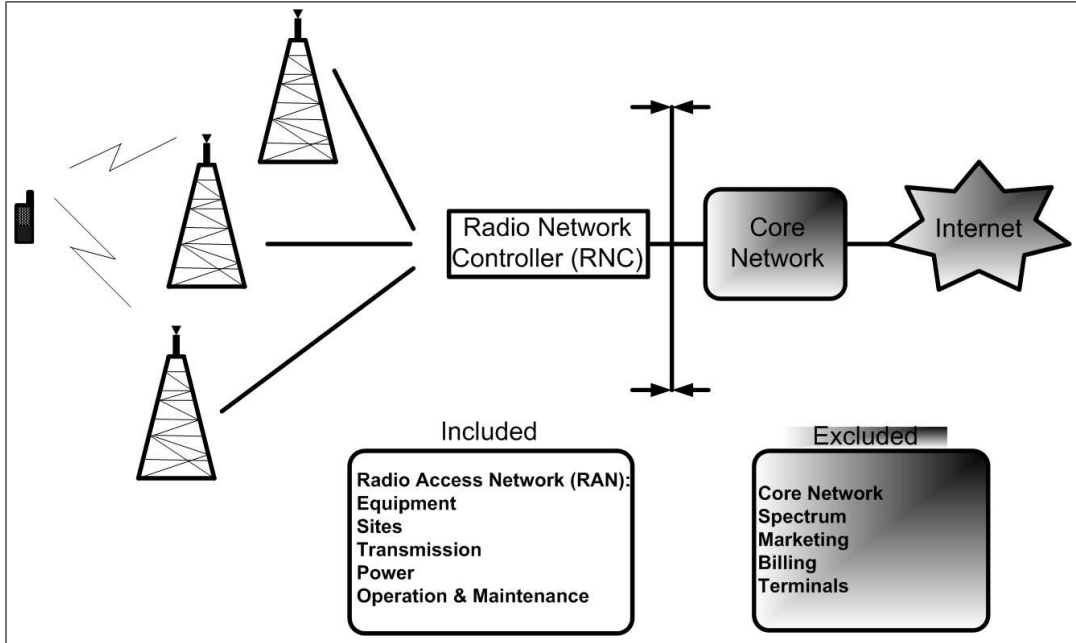 Radio Network
Controller (RNC)
Core
Network
Internet
Included
Radio Access Network (RAN):
Equipment
Sites
Transmission
Power
Operation & Maintenance
Excluded
Core Network
Spectrum
Marketing
Billing
Terminals